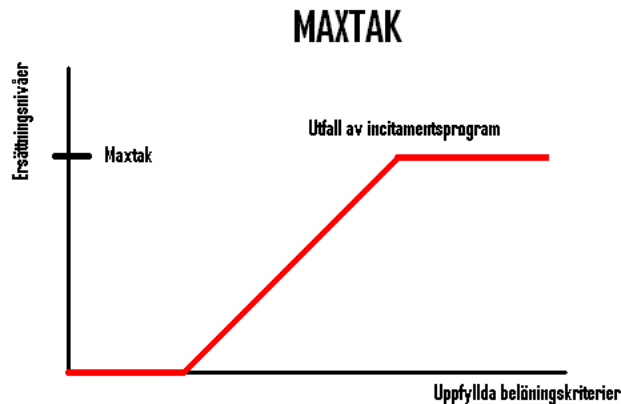 MAXTAK
Ersättningsnivåer
Utfall av incitamentsprogram
Maxtak
Uppfyllda belöningskriterier